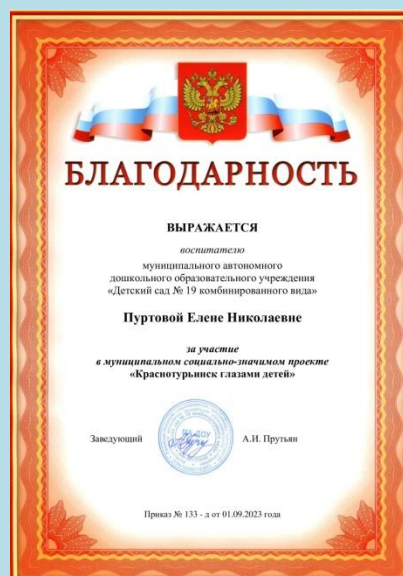 БЛАГОДАРНОСТЬ
ВЫРАЖАЕТСЯ
воспитателю
муниципального автономного
дошкольного образовательного учреждения
«Детский сад № 19 комбинированного вида»
Пуртовой Елене Николаевне
за участие
в муниципальном социально-значимом проекте
«Краснотурьинск глазами детей»
Заведующий А.И. Прутьян
Приказ № 133 - д от 01.09.2023 года